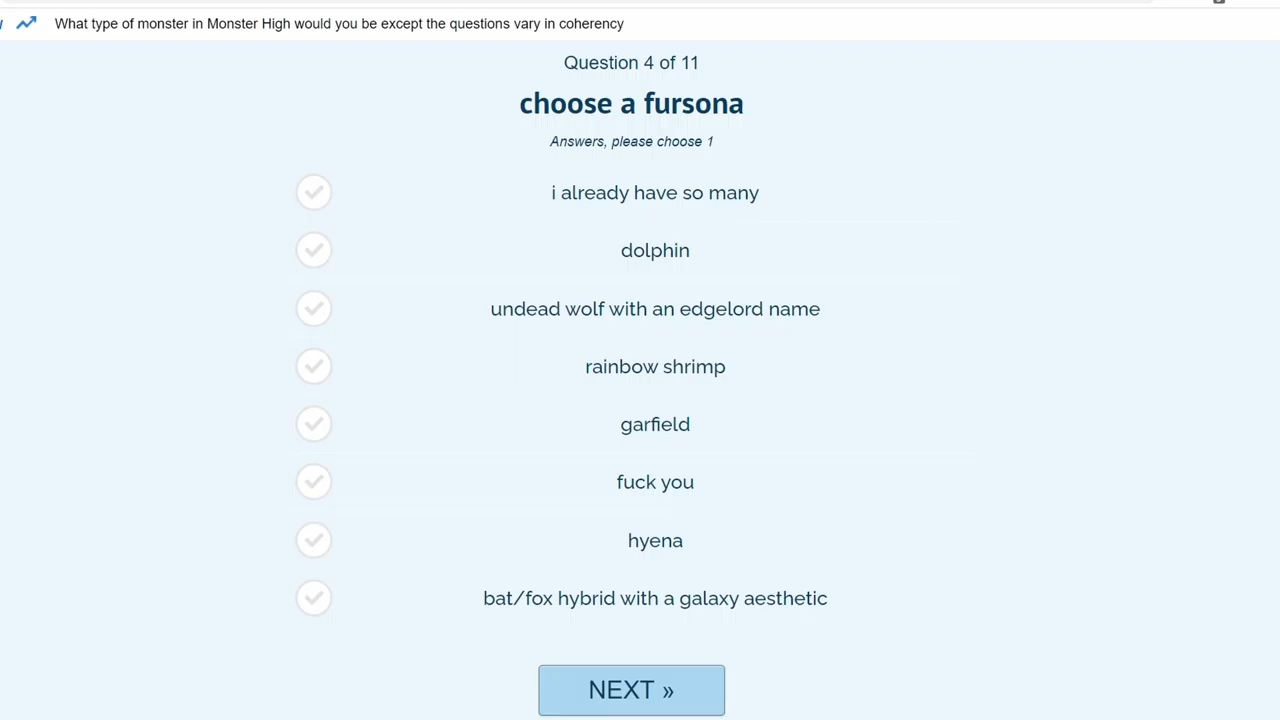 What type of monster in Monster High would you be except the questions vary in coherency
Question 4 of 11
choose a fursona
Answers, please choose 1
i already have so many
dolphin
undead wolf with an edgelord name
rainbow shrimp
garfield
fuck you
hyena
bat/fox hybrid with a galaxy aesthetic
NEXT »